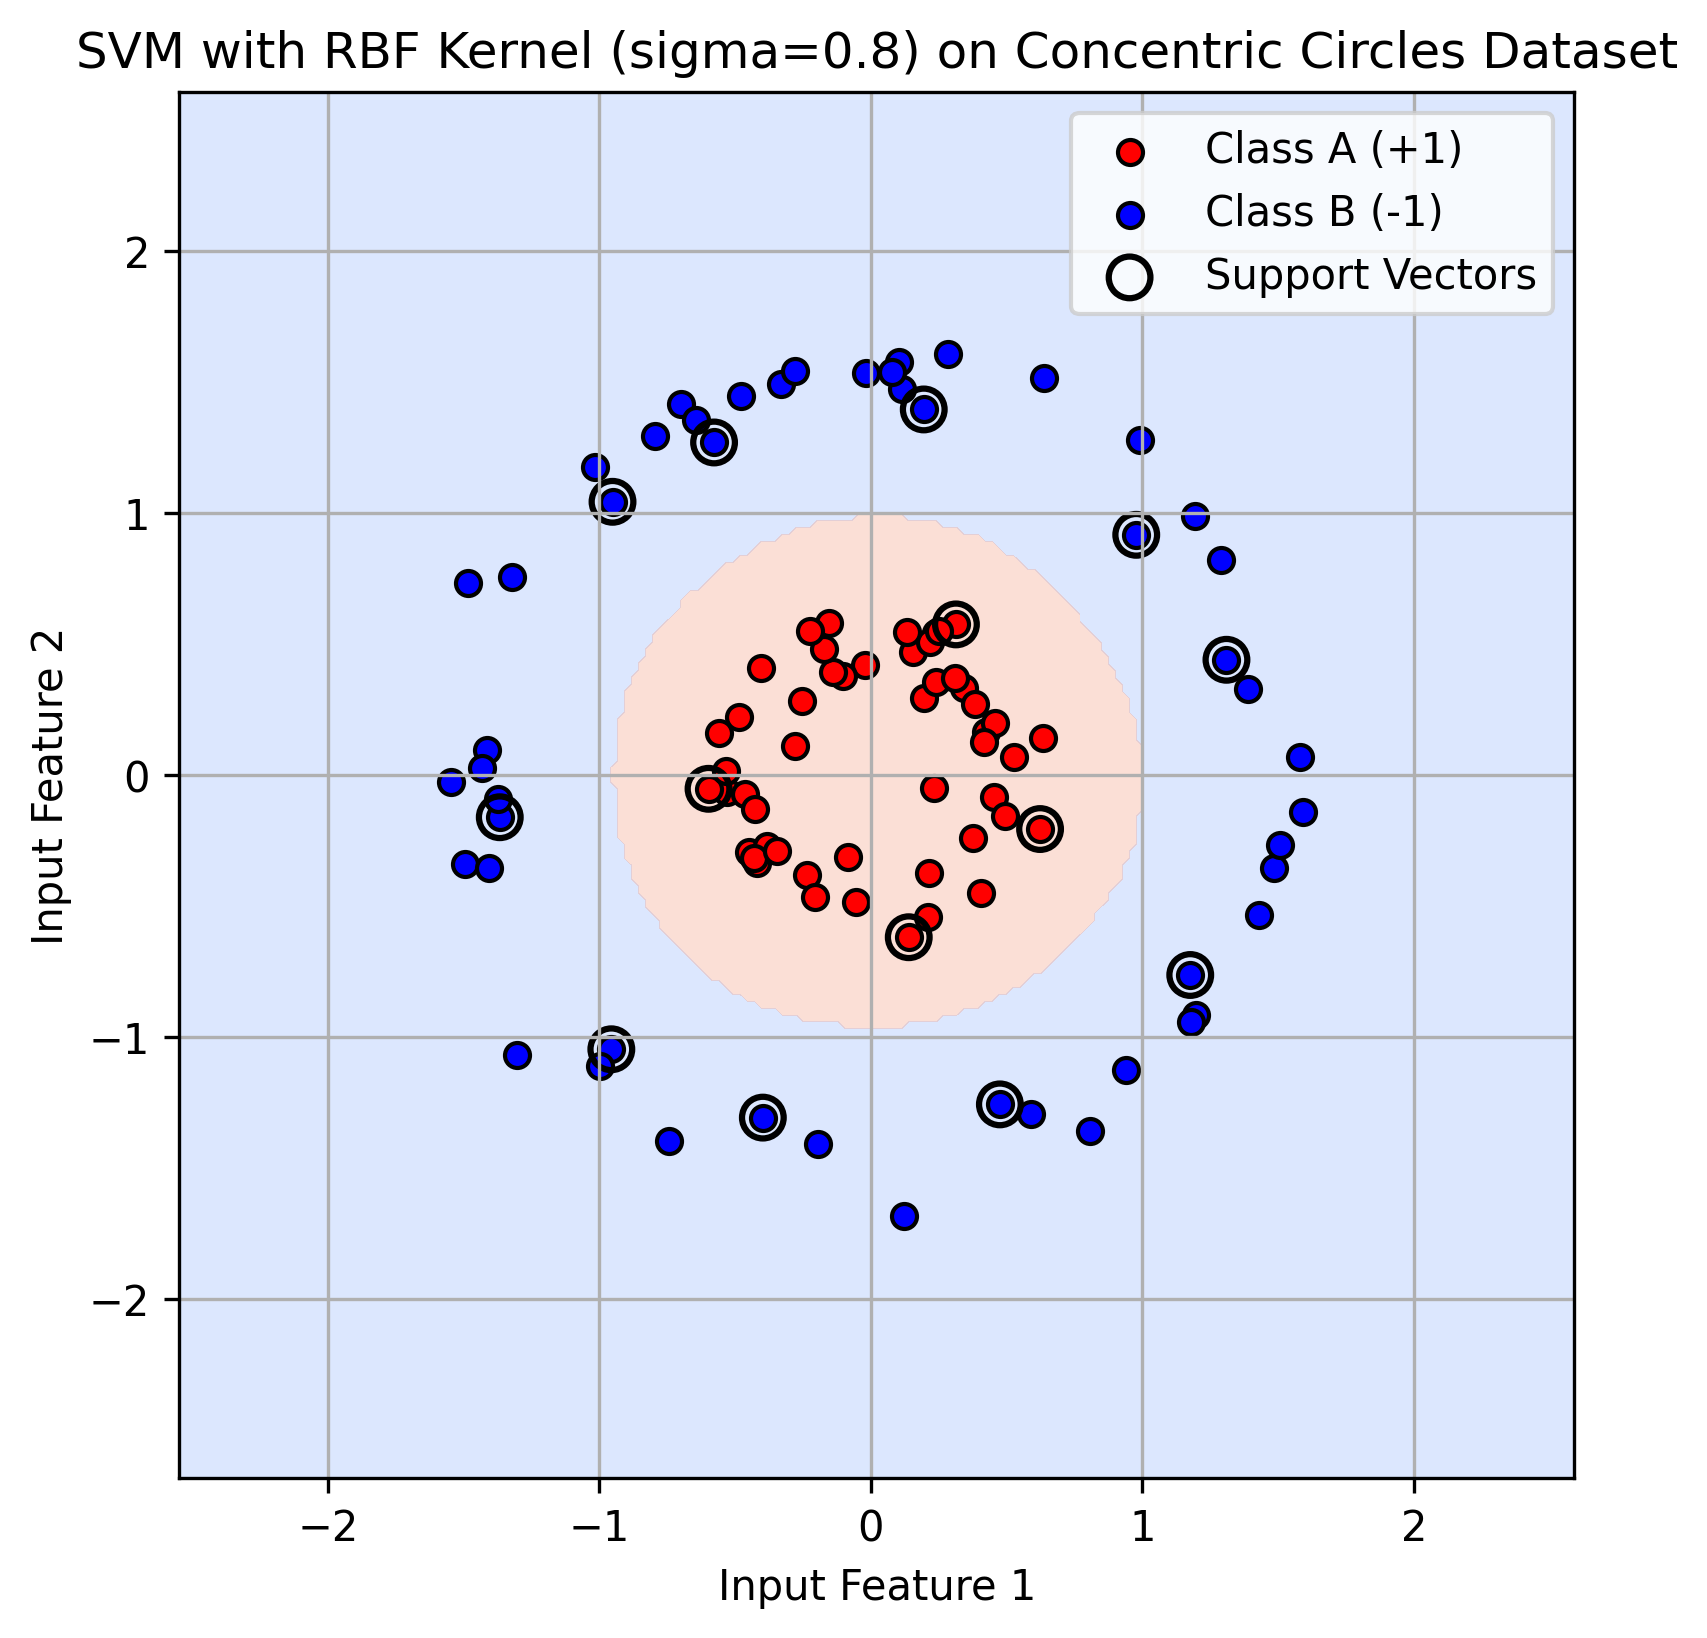 SVM with RBF Kernel (sigma=0.8) on Concentric Circles Dataset
Class A (+1)
Class B (-1)
Support Vectors
2
1
0
−1
−2
Input Feature 2
−2
−1
0
1
2
Input Feature 1